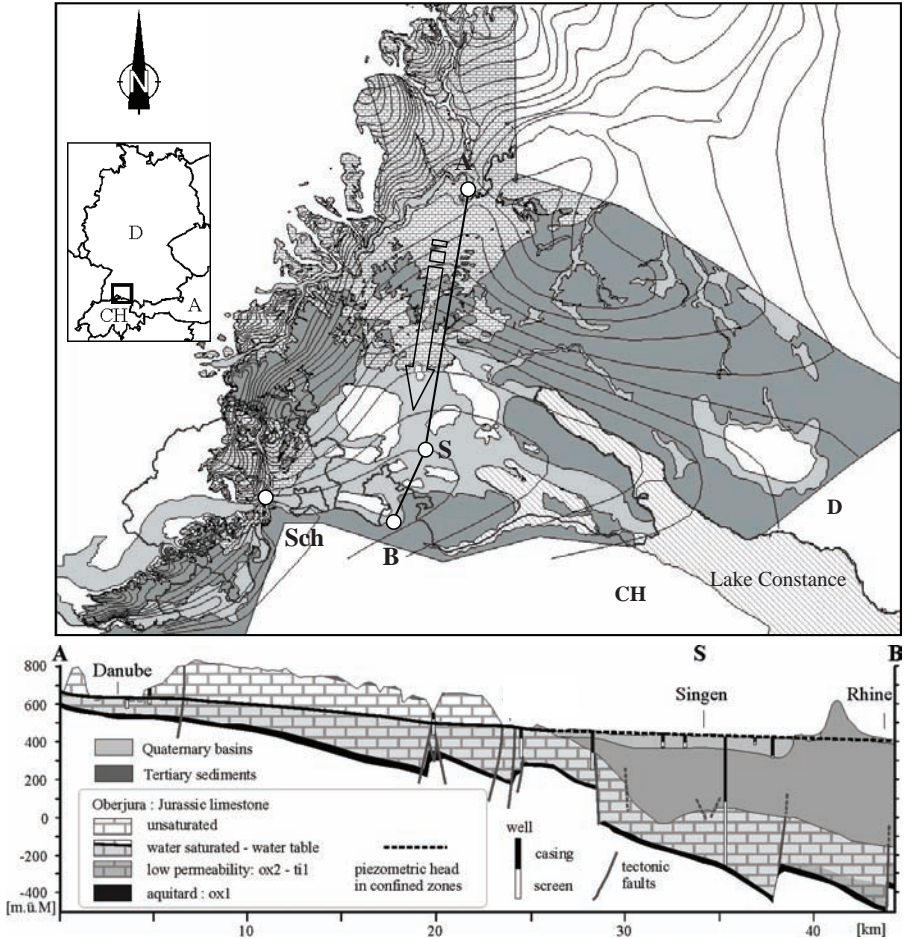 N
D
CH
A
A
S
Sch
B
D
CH
Lake Constance
A
S
B
800
600
400
200
0
-200
-400
[m.ü.M]
Danube
Singen
Rhine
Quaternary basins
Tertiary sediments
Oberjura : Jurassic limestone
unsaturated
water saturated - water table
low permeability: ox2 - ti1
aquitard : ox1
piezometric head
in confined zones
well
casing
screen
tectonic
faults
10
20
30
40
[km]